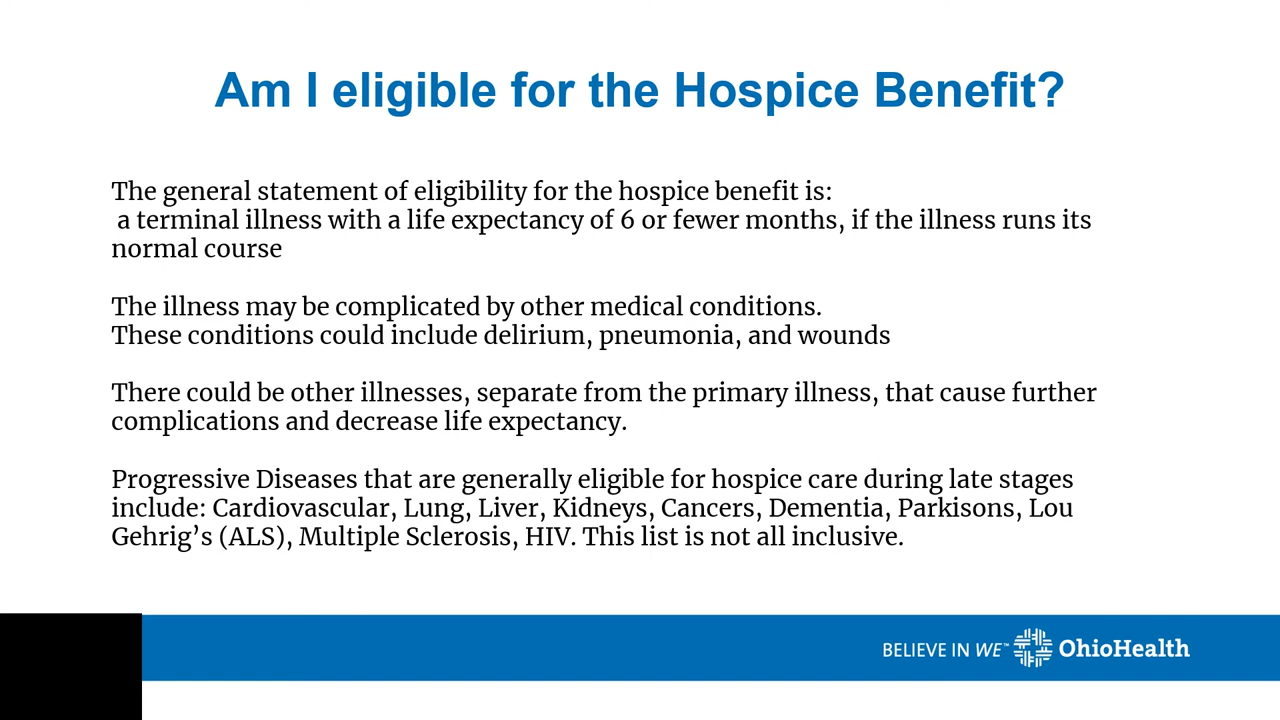 Am I eligible for the Hospice Benefit?
The general statement of eligibility for the hospice benefit is:
a terminal illness with a life expectancy of 6 or fewer months, if the illness runs its
normal course
The illness may be complicated by other medical conditions.
These conditions could include delirium, pneumonia, and wounds
There could be other illnesses, separate from the primary illness, that cause further
complications and decrease life expectancy.
Progressive Diseases that are generally eligible for hospice care during late stages
include: Cardiovascular, Lung, Liver, Kidneys, Cancers, Dementia, Parkisons, Lou
Gehrig’s (ALS), Multiple Sclerosis, HIV. This list is not all inclusive.
BELIEVE IN WE™ OhioHealth